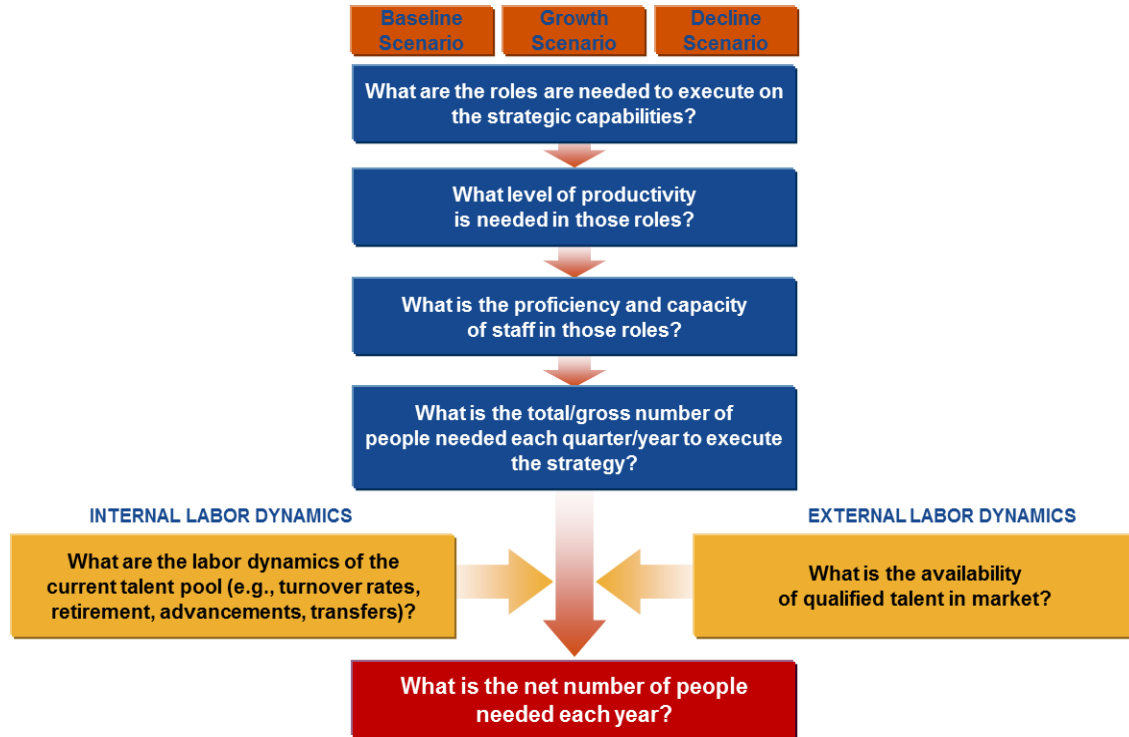 Baseline
Scenario
Growth
Scenario
Decline
Scenario
What are the roles are needed to execute on
the strategic capabilities?
What level of productivity
is needed in those roles?
What is the proficiency and capacity
of staff in those roles?
What is the total/gross number of
people needed each quarter/year to execute
the strategy?
INTERNAL LABOR DYNAMICS
What are the labor dynamics of the
current talent pool (e.g., turnover rates,
retirement, advancements, transfers)?
EXTERNAL LABOR DYNAMICS
What is the availability
of qualified talent in market?
What is the net number of people
needed each year?